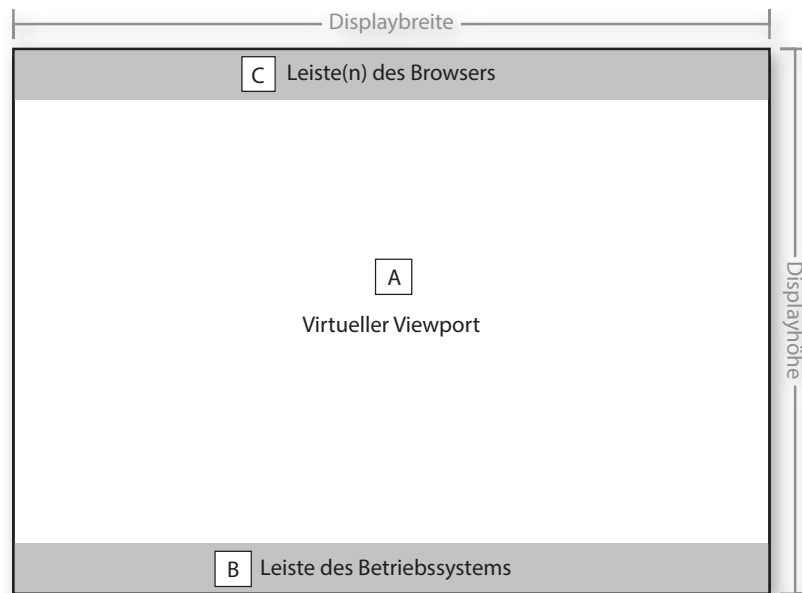 Displaybreite
C Leiste(n) des Browsers
A
Virtueller Viewport
Displayhöhe
B Leiste des Betriebssystems